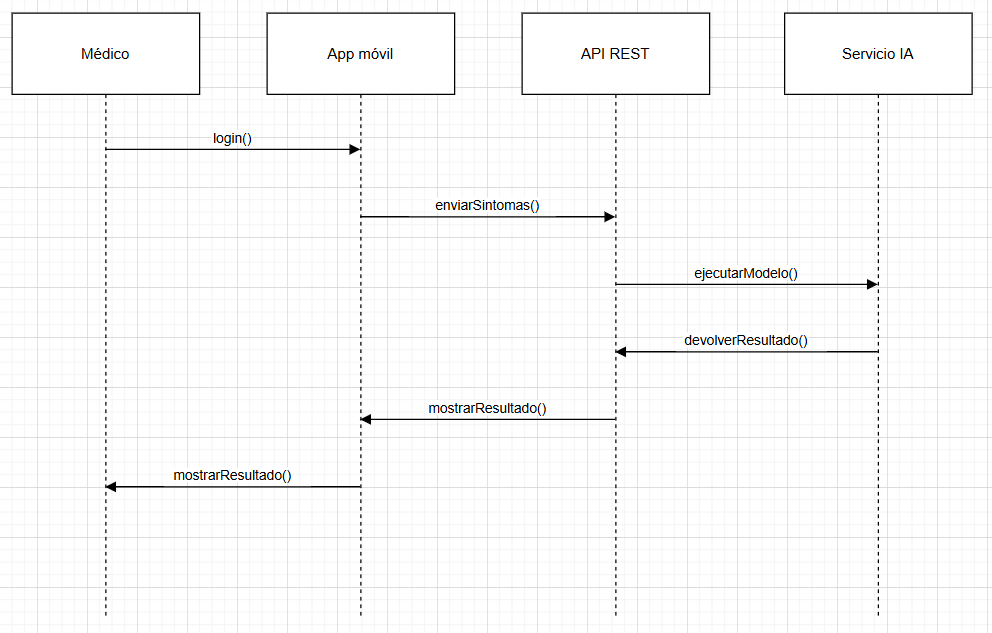 Médico
App móvil
API REST
Servicio IA
login()
enviarSintomas()
ejecutarModelo()
devolverResultado()
mostrarResultado()
mostrarResultado()